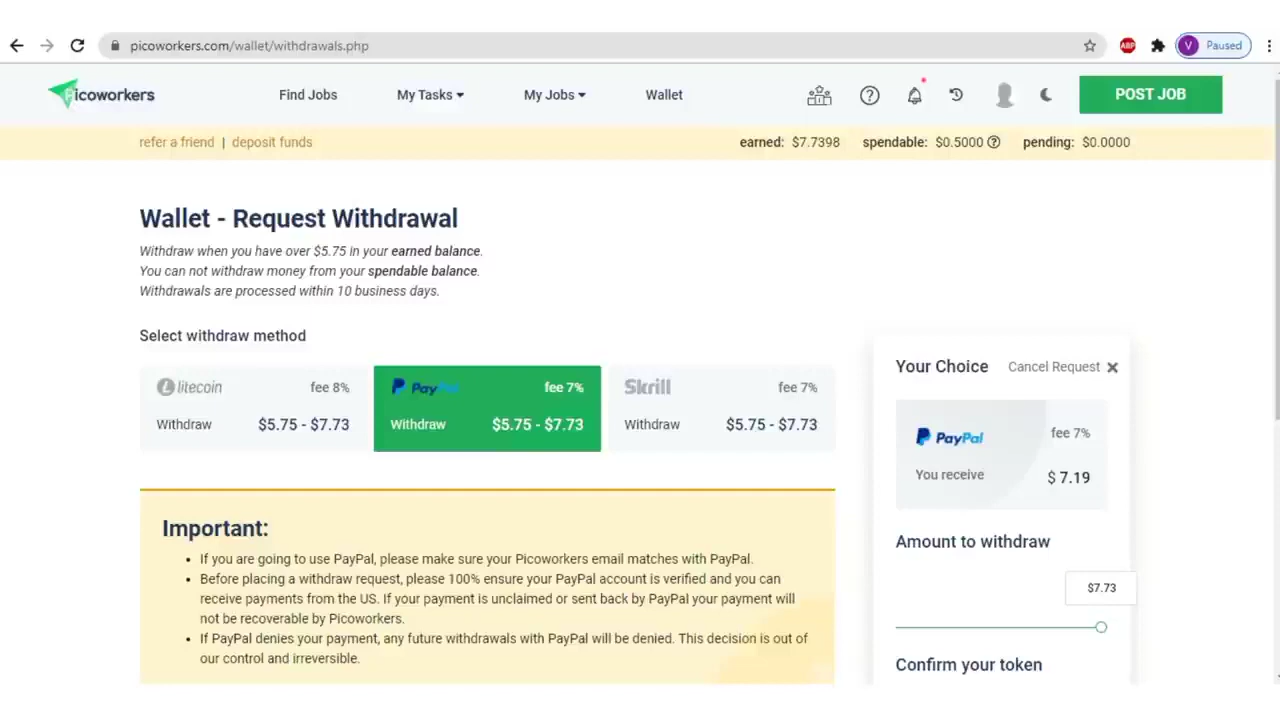 picoworkers.com/wallet/withdrawals.php
ABP
V
Paused
Picoworkers
Find Jobs
My Tasks
My Jobs
Wallet
POST JOB
refer a friend | deposit funds
earned: $7.7398
spendable: $0.5000
pending: $0.0000
Wallet - Request Withdrawal
Withdraw when you have over $5.75 in your earned balance.
You can not withdraw money from your spendable balance.
Withdrawals are processed within 10 business days.
Select withdraw method
litecoin fee 8%
Withdraw $5.75 - $7.73
PayPal fee 7%
Withdraw $5.75 - $7.73
Skrill fee 7%
Withdraw $5.75 - $7.73
Important:
• If you are going to use PayPal, please make sure your Picoworkers email matches with PayPal.
• Before placing a withdraw request, please 100% ensure your PayPal account is verified and you can
receive payments from the US. If your payment is unclaimed or sent back by PayPal your payment will
not be recoverable by Picoworkers.
• If PayPal denies your payment, any future withdrawals with PayPal will be denied. This decision is out of
our control and irreversible.
Your Choice
Cancel Request
PayPal fee 7%
You receive $ 7.19
Amount to withdraw
$7.73
Confirm your token